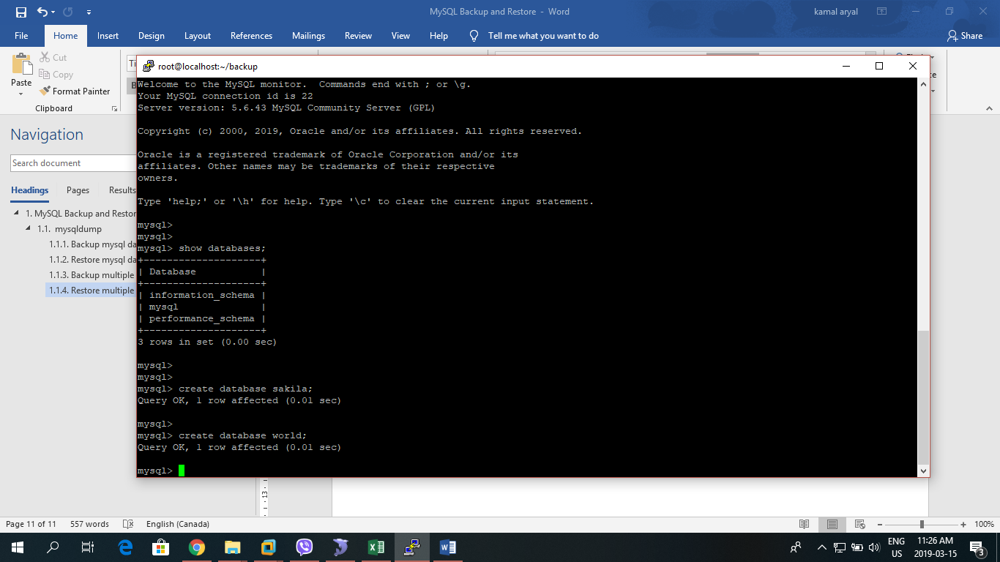 MySQL Backup and Restore - Word
kamal aryal
File Home Insert Design Layout References Mailings Review View Help Tell me what you want to do Share
Cut
Copy
Format Painter
Paste
Clipboard
root@localhost:~/backup
Welcome to the MySQL monitor.  Commands end with ; or \g.
Your MySQL connection id is 22
Server version: 5.6.43 MySQL Community Server (GPL)
Copyright (c) 2000, 2019, Oracle and/or its affiliates. All rights reserved.
Oracle is a registered trademark of Oracle Corporation and/or its
affiliates. Other names may be trademarks of their respective
owners.
Type 'help;' or '\h' for help. Type '\c' to clear the current input statement.
mysql>
mysql>
mysql> show databases;
+--------------------+
| Database           |
+--------------------+
| information_schema |
| mysql              |
| performance_schema |
+--------------------+
3 rows in set (0.00 sec)
mysql>
mysql>
mysql> create database sakila;
Query OK, 1 row affected (0.01 sec)
mysql>
mysql> create database world;
Query OK, 1 row affected (0.01 sec)
mysql>
Navigation
Search document
Headings Pages Results
1. MySQL Backup and Restor
1.1. mysqldump
1.1.1. Backup mysql da
1.1.2. Restore mysql da
1.1.3. Backup multiple
1.1.4. Restore multiple
13
Page 11 of 11 557 words English (Canada) 100%
ENG
US
11:26 AM
2019-03-15
3